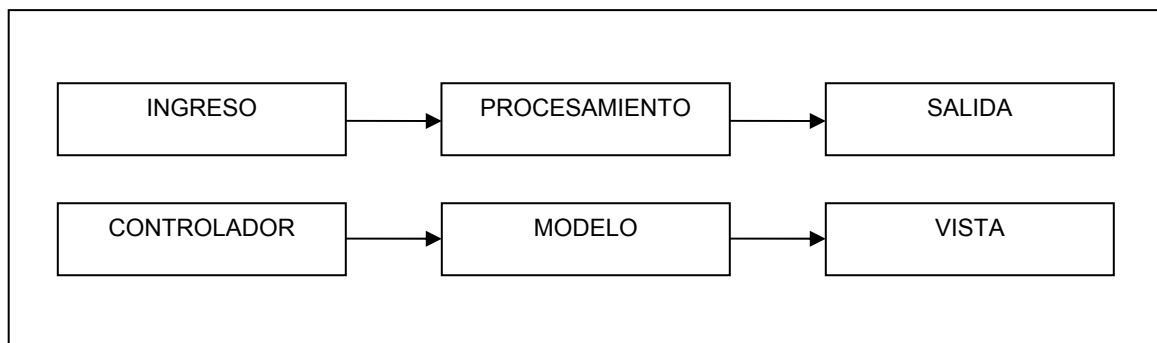 INGRESO
PROCESAMIENTO
SALIDA
CONTROLADOR
MODELO
VISTA